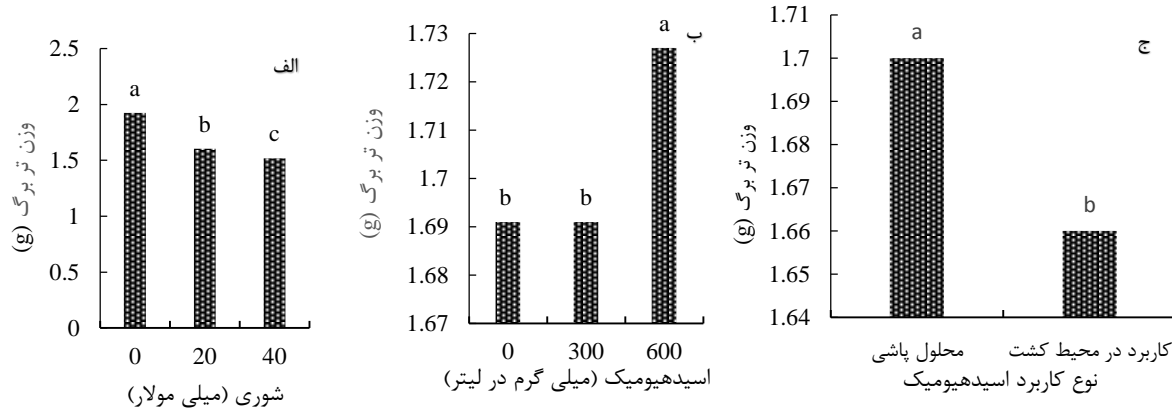 الف
وزن تر برگ (g)
2.5
2
1.5
1
0.5
0
a
b
c
0 20 40
شوری (میلی مولار)
ب
وزن تر برگ (g)
1.73
1.72
1.71
1.7
1.69
1.68
1.67
b
b
a
0 300 600
اسیدهیومیک (میلی گرم در لیتر)
ج
وزن تر برگ (g)
1.71
1.7
1.69
1.68
1.67
1.66
1.65
1.64
a
b
محلول پاشی
کاربرد در محیط کشت
نوع کاربرد اسیدهیومیک